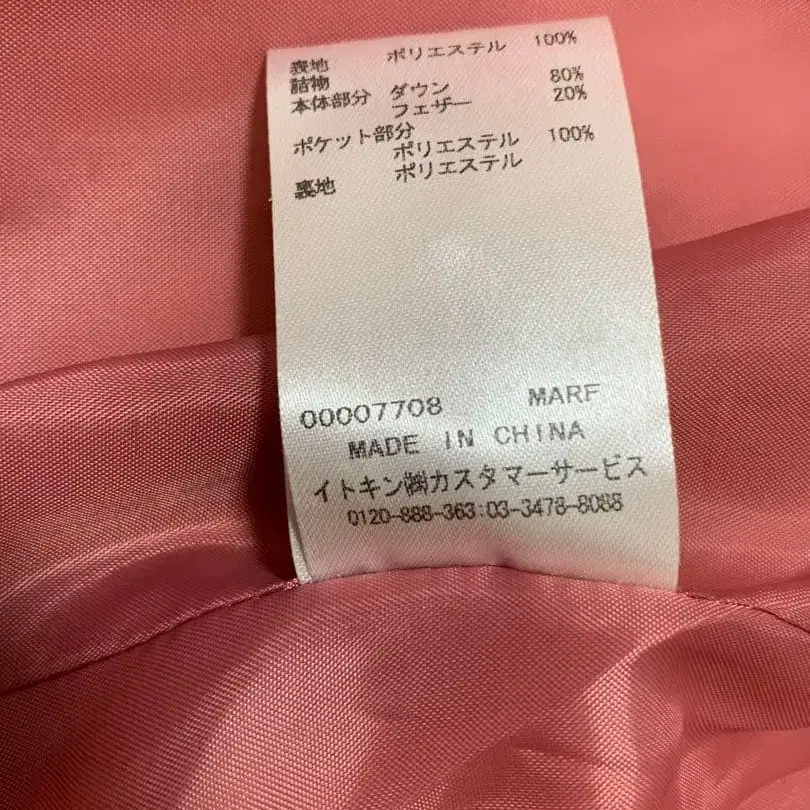 表地 ポリエステル 100%
詰物
本体部分 ダウン 80%
フェザー 20%
ポケット部分
ポリエステル 100%
裏地 ポリエステル
00007708 MARF
MADE IN CHINA
イトキン㈱カスタマーサービス
0120-888-363:03-3478-8088